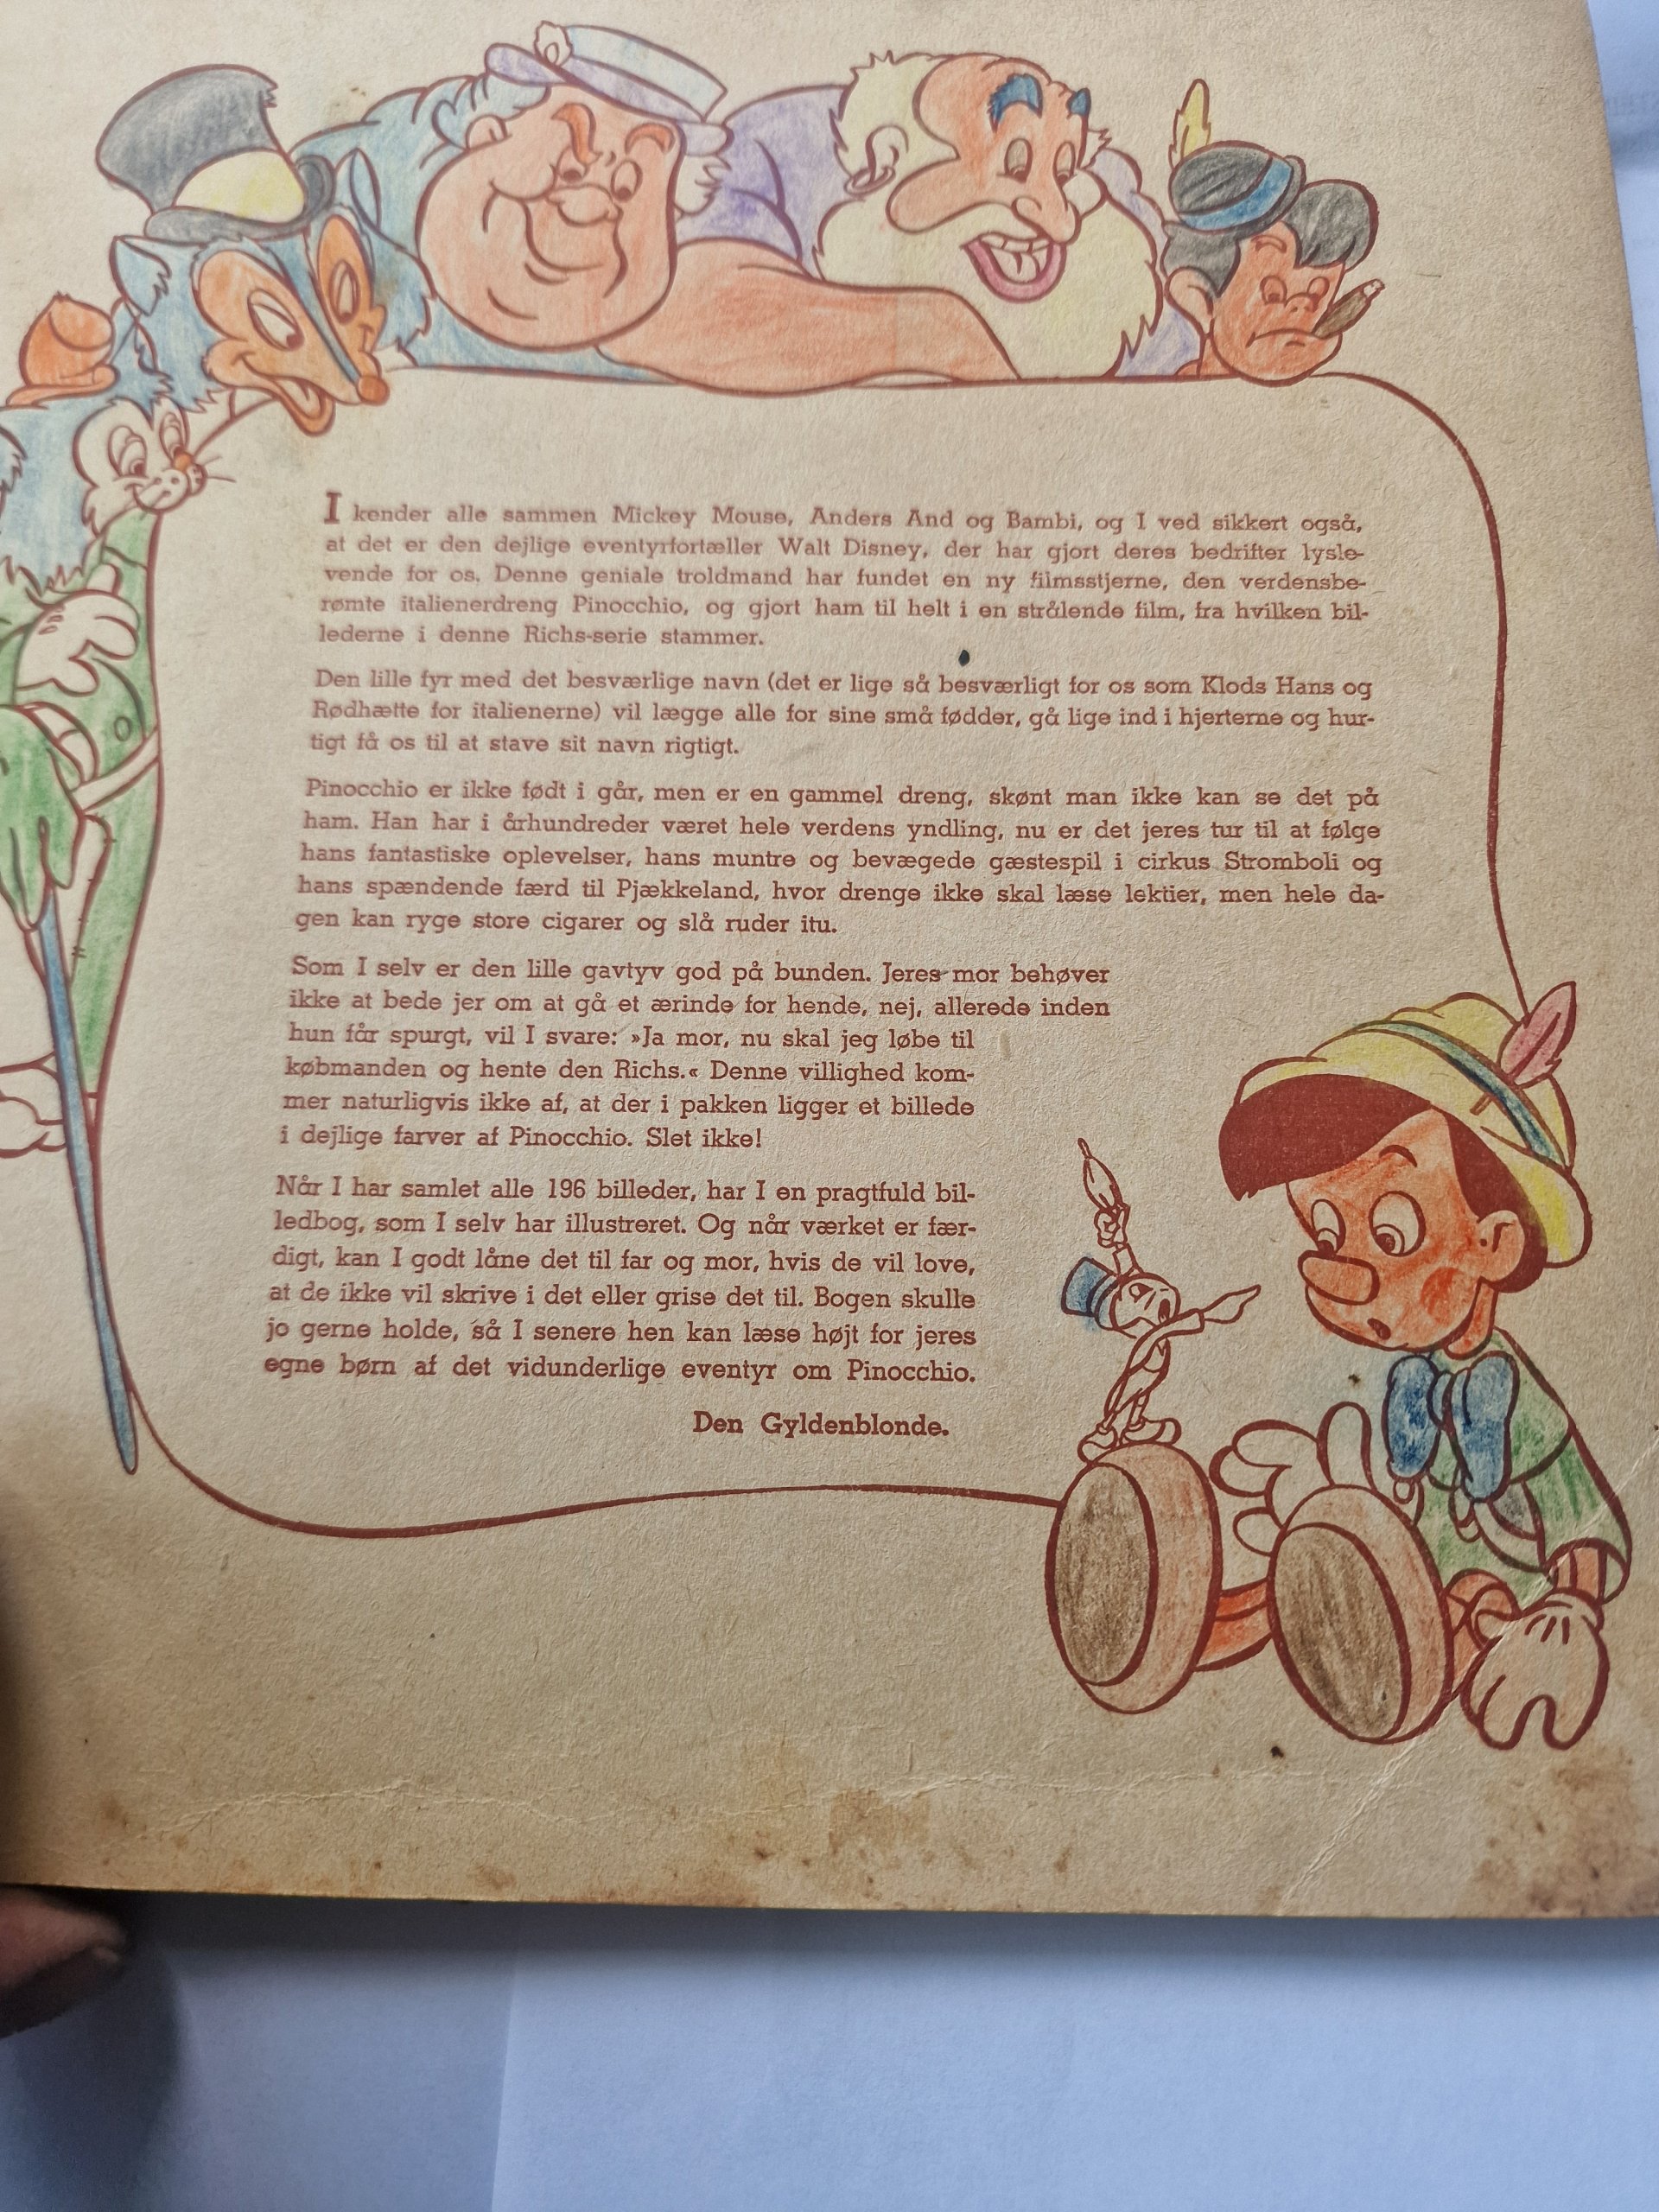 I kender alle sammen Mickey Mouse, Anders And og Bambi, og I ved sikkert også,
at det er den dejlige eventyrfortæller Walt Disney, der har gjort deres bedrifter lysle-
vende for os. Denne geniale troldmand har fundet en ny filmsstjerne, den verdensbe-
rømte italienerdreng Pinocchio, og gjort ham til helt i en strålende film, fra hvilken bil-
lederne i denne Richs-serie stammer.
Den lille fyr med det besværlige navn (det er lige så besværligt for os som Klods Hans og
Rødhætte for italienerne) vil lægge alle for sine små fødder, gå lige ind i hjerterne og hur-
tigt få os til at stave sit navn rigtigt.
Pinocchio er ikke født i går, men er en gammel dreng, skønt man ikke kan se det på
ham. Han har i århundreder været hele verdens yndling, nu er det jeres tur til at følge
hans fantastiske oplevelser, hans muntre og bevægede gæstespil i cirkus Stromboli og
hans spændende færd til Pjækkeland, hvor drenge ikke skal læse lektier, men hele da-
gen kan ryge store cigarer og slå ruder itu.
Som I selv er den lille gavtyv god på bunden. Jeres mor behøver
ikke at bede jer om at gå et ærinde for hende, nej, allerede inden
hun får spurgt, vil I svare: »Ja mor, nu skal jeg løbe til
købmanden og hente den Richs.« Denne villighed kom-
mer naturligvis ikke af, at der i pakken ligger et billede
i dejlige farver af Pinocchio. Slet ikke!
Når I har samlet alle 196 billeder, har I en pragtfuld bil-
ledbog, som I selv har illustreret. Og når værket er fær-
digt, kan I godt låne det til far og mor, hvis de vil love,
at de ikke vil skrive i det eller grise det til. Bogen skulle
jo gerne holde, så I senere hen kan læse højt for jeres
egne børn af det vidunderlige eventyr om Pinocchio.
Den Gyldenblonde.